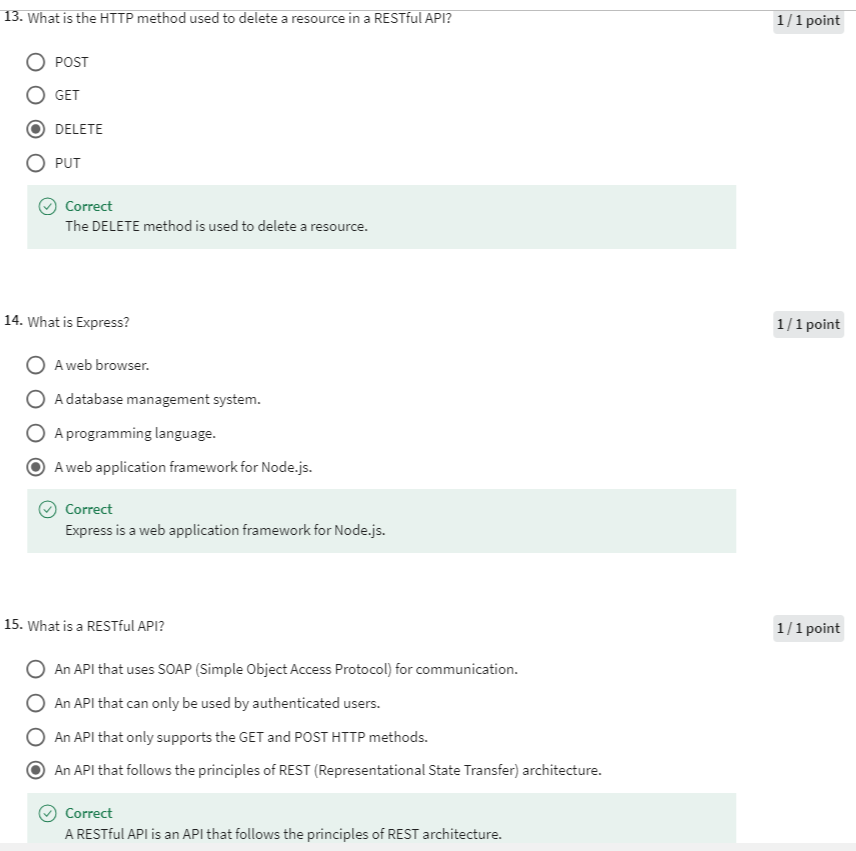 13. What is the HTTP method used to delete a resource in a RESTful API?
1 / 1 point
POST
GET
DELETE
PUT
Correct
The DELETE method is used to delete a resource.
14. What is Express?
1 / 1 point
A web browser.
A database management system.
A programming language.
A web application framework for Node.js.
Correct
Express is a web application framework for Node.js.
15. What is a RESTful API?
1 / 1 point
An API that uses SOAP (Simple Object Access Protocol) for communication.
An API that can only be used by authenticated users.
An API that only supports the GET and POST HTTP methods.
An API that follows the principles of REST (Representational State Transfer) architecture.
Correct
A RESTful API is an API that follows the principles of REST architecture.